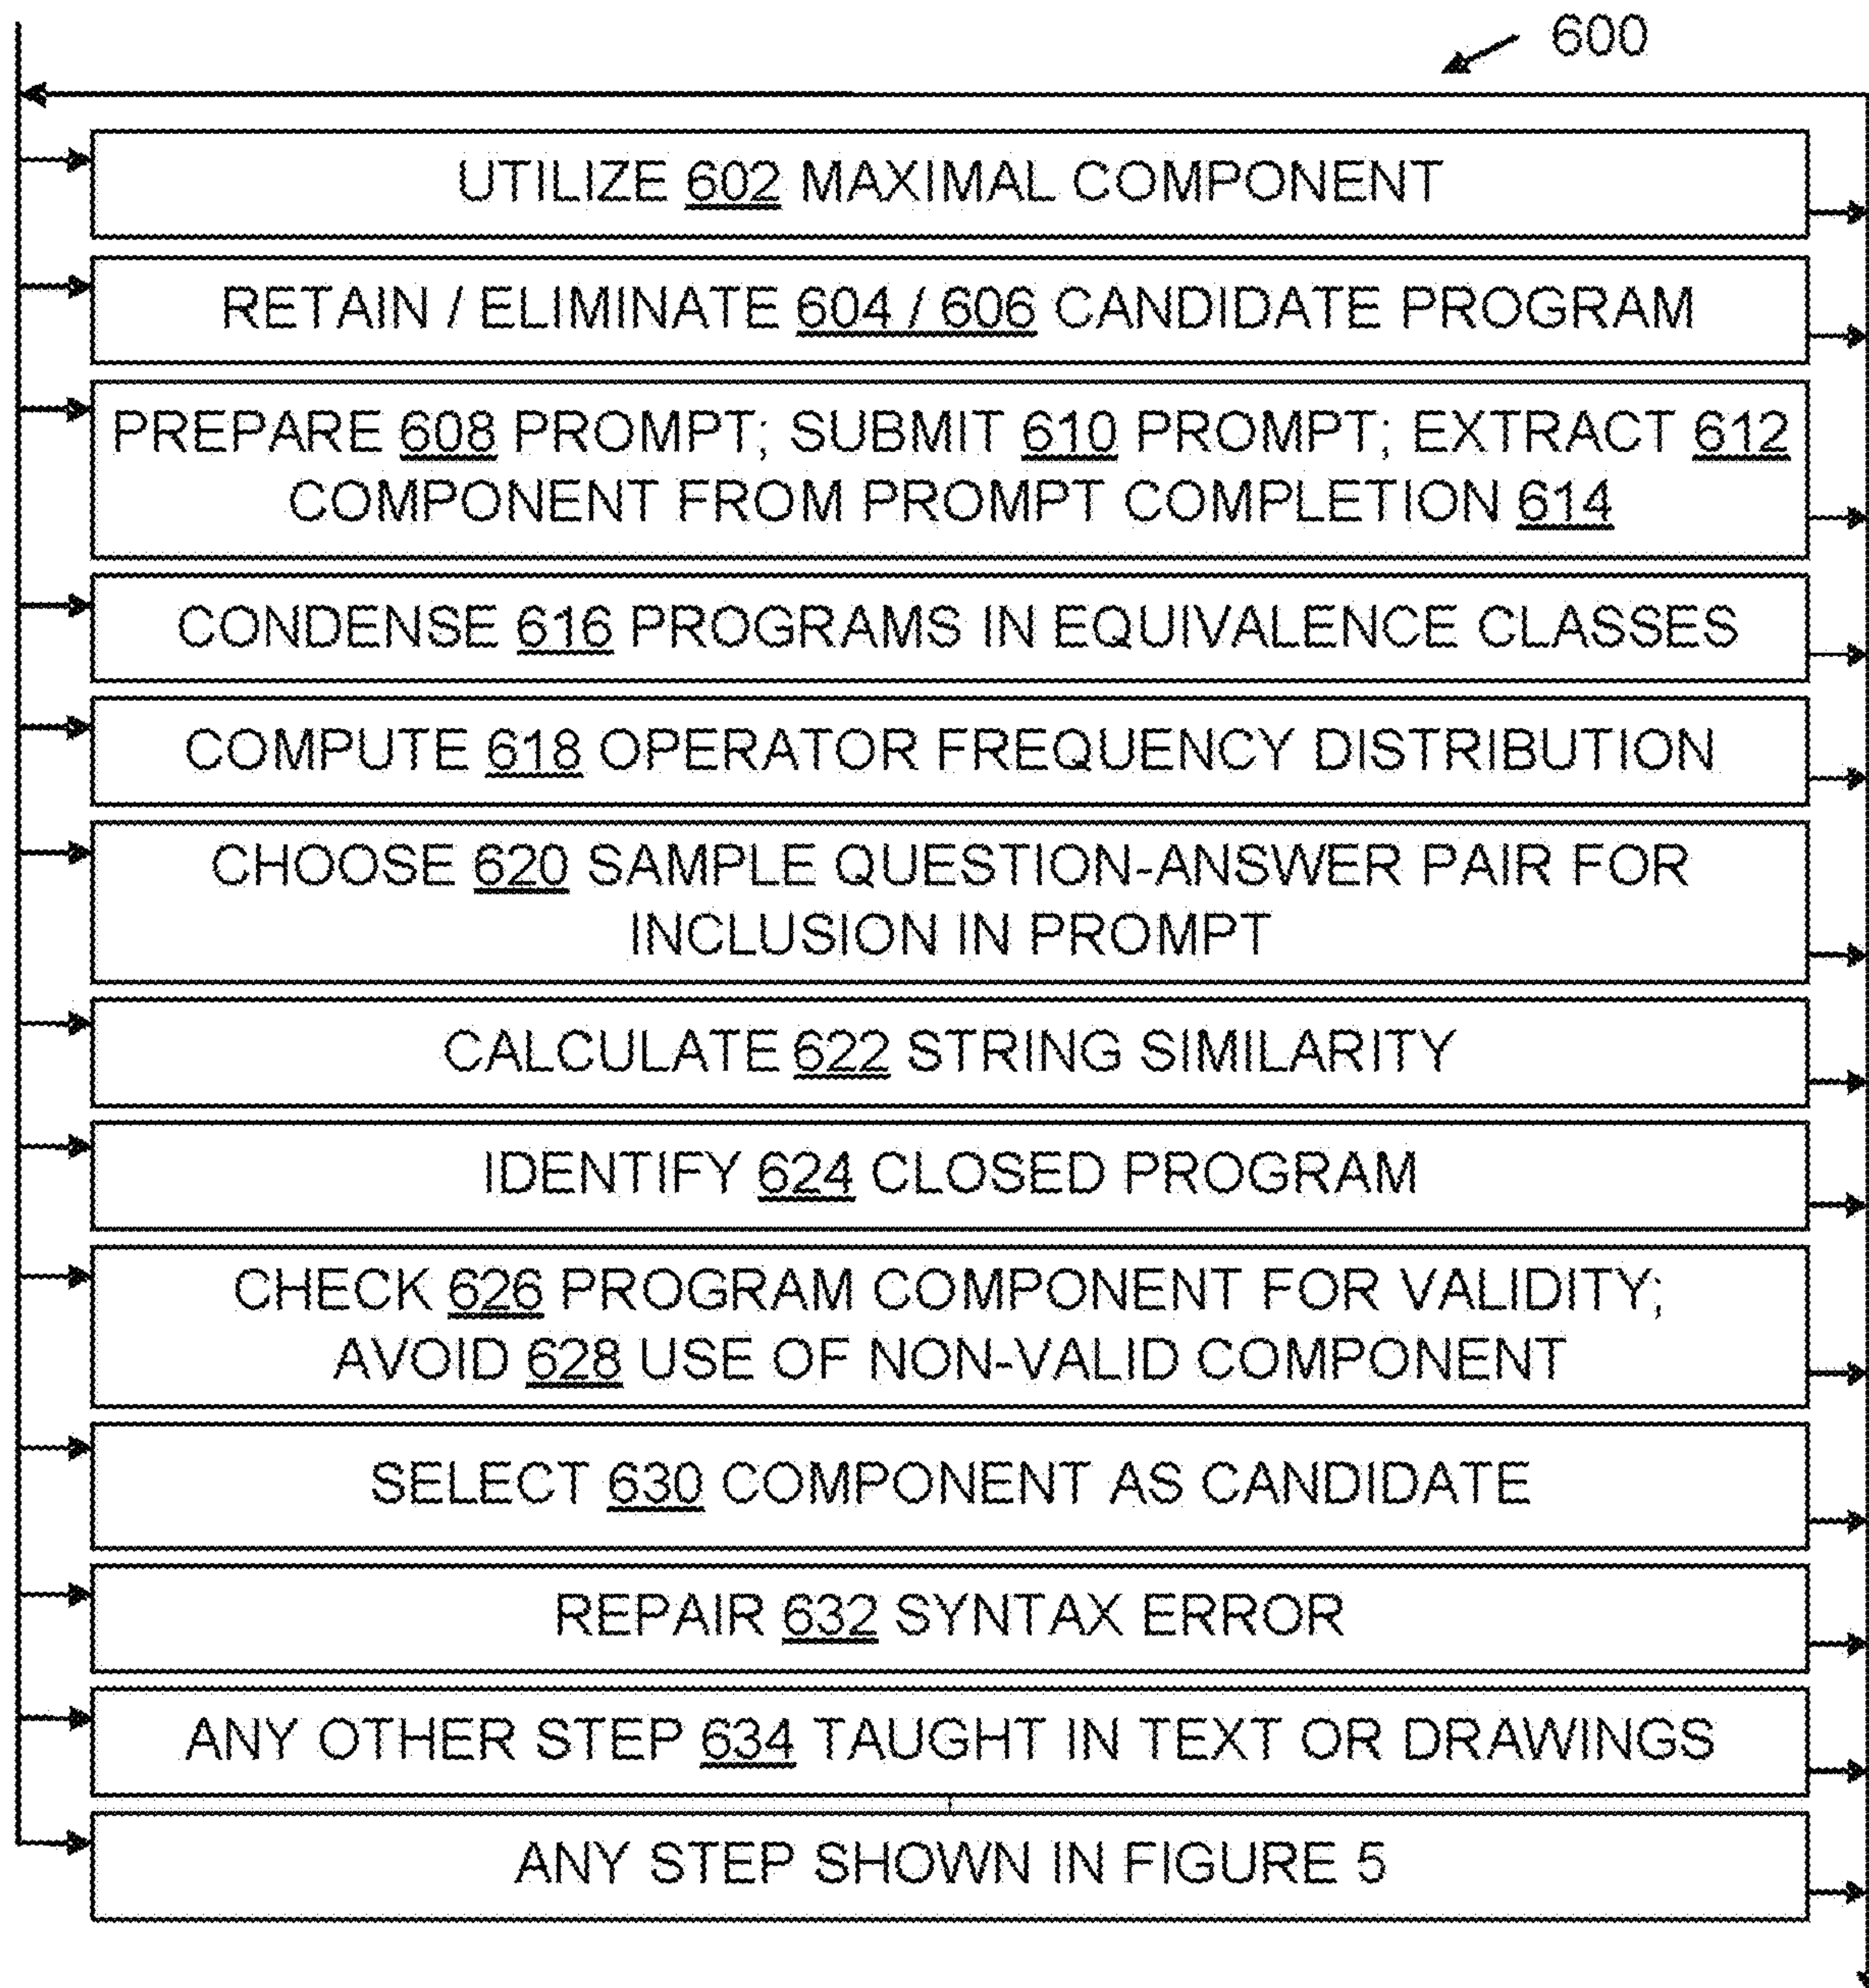 600
UTILIZE 602 MAXIMAL COMPONENT
RETAIN / ELIMINATE 604 / 606 CANDIDATE PROGRAM
PREPARE 608 PROMPT; SUBMIT 610 PROMPT; EXTRACT 612
COMPONENT FROM PROMPT COMPLETION 614
CONDENSE 616 PROGRAMS IN EQUIVALENCE CLASSES
COMPUTE 618 OPERATOR FREQUENCY DISTRIBUTION
CHOOSE 620 SAMPLE QUESTION-ANSWER PAIR FOR
INCLUSION IN PROMPT
CALCULATE 622 STRING SIMILARITY
IDENTIFY 624 CLOSED PROGRAM
CHECK 626 PROGRAM COMPONENT FOR VALIDITY;
AVOID 628 USE OF NON-VALID COMPONENT
SELECT 630 COMPONENT AS CANDIDATE
REPAIR 632 SYNTAX ERROR
ANY OTHER STEP 634 TAUGHT IN TEXT OR DRAWINGS
ANY STEP SHOWN IN FIGURE 5